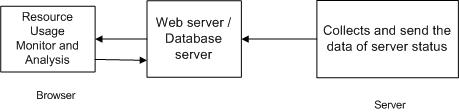 Resource
Usage
Monitor and
Analysis
Web server /
Database
server
Collects and send the
data of server status
Browser
Server